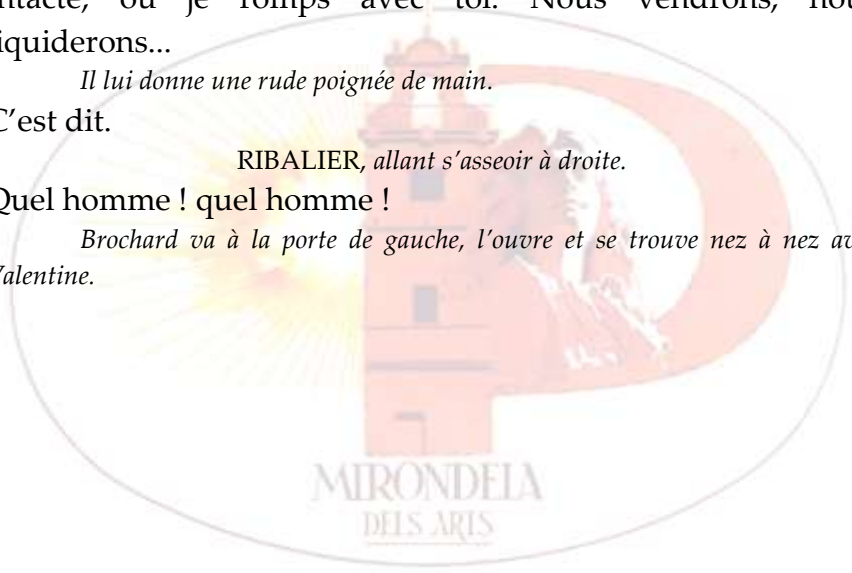 ntacte, ou je romps avec toi. Nous vendrons, nou
iquiderons...
Il lui donne une rude poignée de main.
C’est dit.
RIBALIER, allant s’asseoir à droite.
Quel homme ! quel homme !
Brochard va à la porte de gauche, l’ouvre et se trouve nez à nez av
Valentine.
MIRONDELA
DELS ARTS